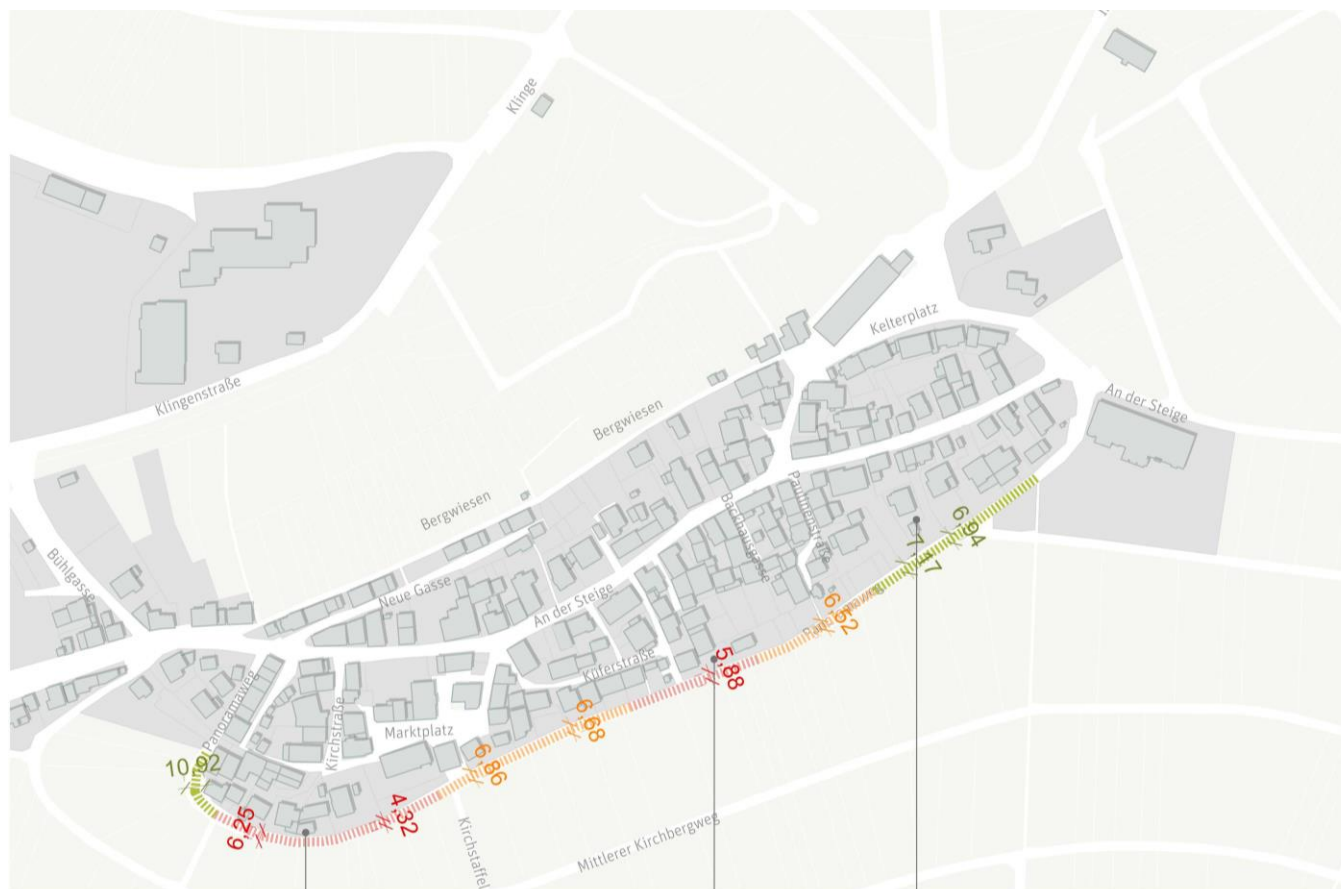 Klinge
Kelterplatz
Klingenstraße
An der Steige
Bergwiesen
Bergwiesen
Backhausgasse
Paulinenstraße
6,94
Bühlgasse
Neue Gasse
An der Steige
6,52
Panoramaweg
Küferstraße
5,88
Panoramaweg
Kirchstraße
Marktplatz
6,68
6,86
10,92
6,25
4,32
Kirchstaffel
Mittlerer Kirchbergweg